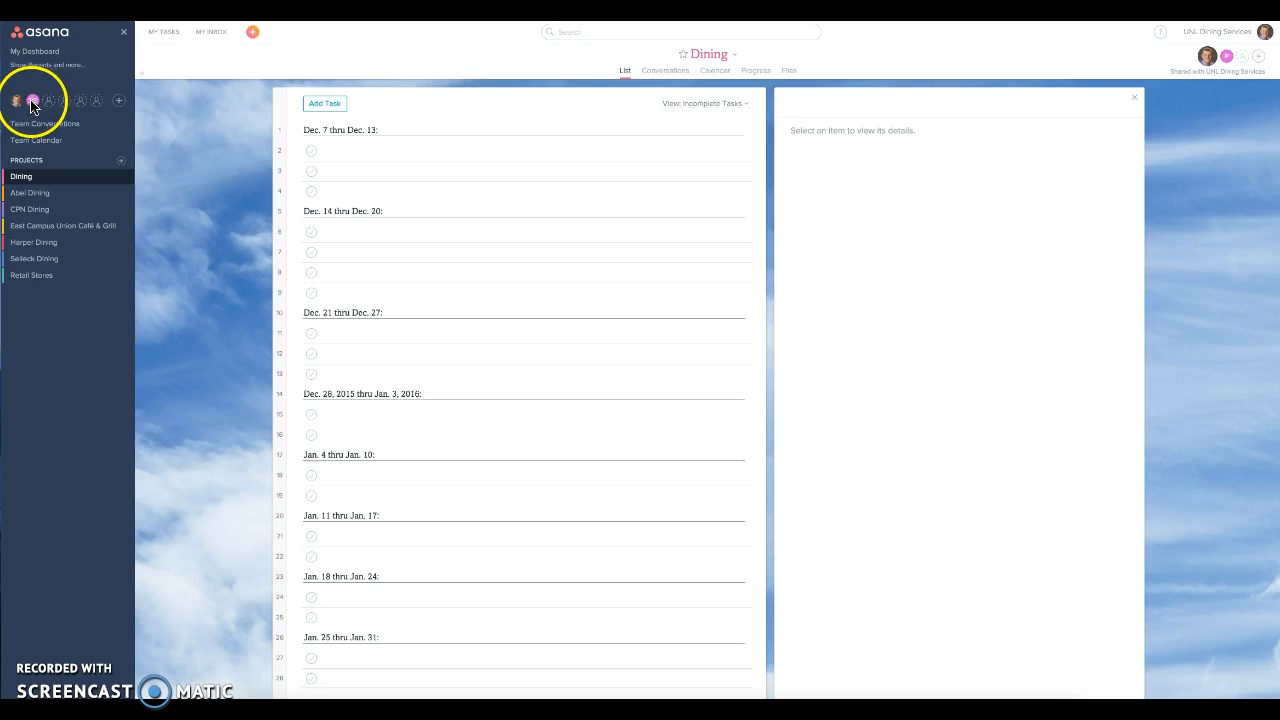 asana
My Dashboard
Show Recents and more...
Team Conversations
Team Calendar
PROJECTS
Dining
Abel Dining
CPN Dining
East Campus Union Café & Grill
Harper Dining
Selleck Dining
Retail Stores
RECORDED WITH
SCREENCAST MATIC
MY TASKS
MY INBOX
Search
UNL Dining Services
Dining
P
Shared with UNL Dining Services
List
Conversations
Calendar
Progress
Files
Add Task
View: Incomplete Tasks
1 Dec. 7 thru Dec. 13:
2
3
4
5 Dec. 14 thru Dec. 20:
6
7
8
9
10 Dec. 21 thru Dec. 27:
11
12
13
14 Dec. 28, 2015 thru Jan. 3, 2016:
15
16
17 Jan. 4 thru Jan. 10:
18
19
20 Jan. 11 thru Jan. 17:
21
22
23 Jan. 18 thru Jan. 24:
24
25
26 Jan. 25 thru Jan. 31:
27
28
Select an item to view its details.